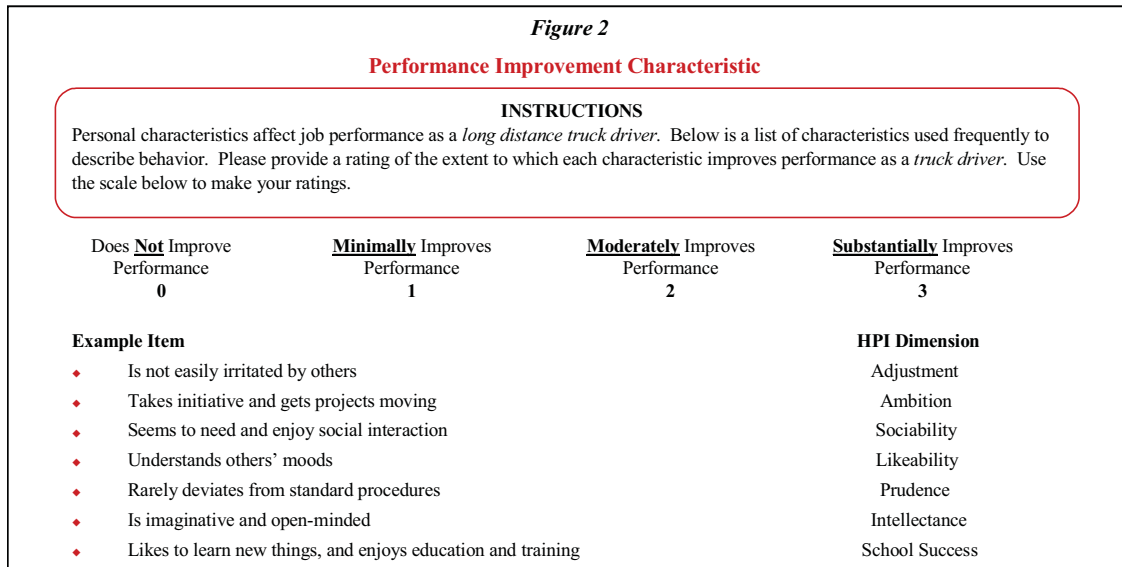 Figure 2
Performance Improvement Characteristic
INSTRUCTIONS
Personal characteristics affect job performance as a long distance truck driver. Below is a list of characteristics used frequently to
describe behavior. Please provide a rating of the extent to which each characteristic improves performance as a truck driver. Use
the scale below to make your ratings.
Does Not Improve Minimally Improves Moderately Improves Substantially Improves
Performance Performance Performance Performance
0 1 2 3
Example Item HPI Dimension
Is not easily irritated by others Adjustment
Takes initiative and gets projects moving Ambition
Seems to need and enjoy social interaction Sociability
Understands others' moods Likeability
Rarely deviates from standard procedures Prudence
Is imaginative and open-minded Intellectance
Likes to learn new things, and enjoys education and training School Success